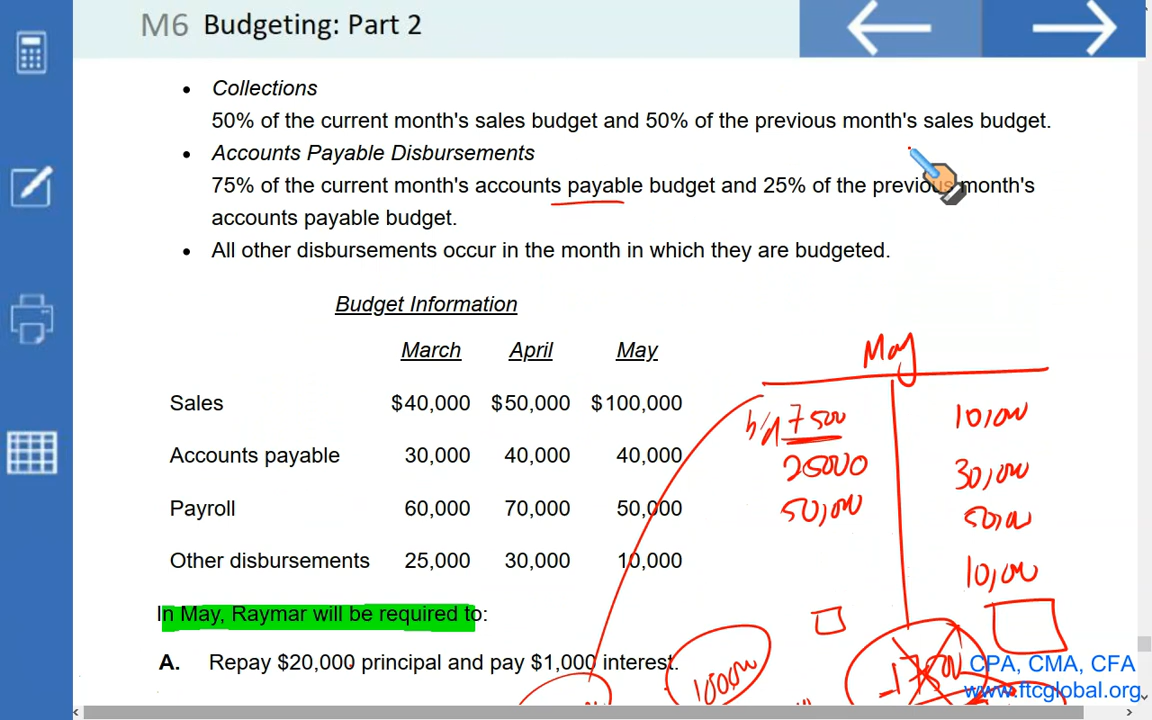 M6 Budgeting: Part 2
• Collections
50% of the current month's sales budget and 50% of the previous month's sales budget.
• Accounts Payable Disbursements
75% of the current month's accounts payable budget and 25% of the previous month's
accounts payable budget.
• All other disbursements occur in the month in which they are budgeted.
Budget Information
March April May
Sales $40,000 $50,000 $100,000
Accounts payable 30,000 40,000 40,000
Payroll 60,000 70,000 50,000
Other disbursements 25,000 30,000 10,000
In May, Raymar will be required to:
A. Repay $20,000 principal and pay $1,000 interest.
May
b/d 7500 10,000
25000 30,000
50,000 50,000
10,000
CPA, CMA, CFA
www.ftcglobal.org